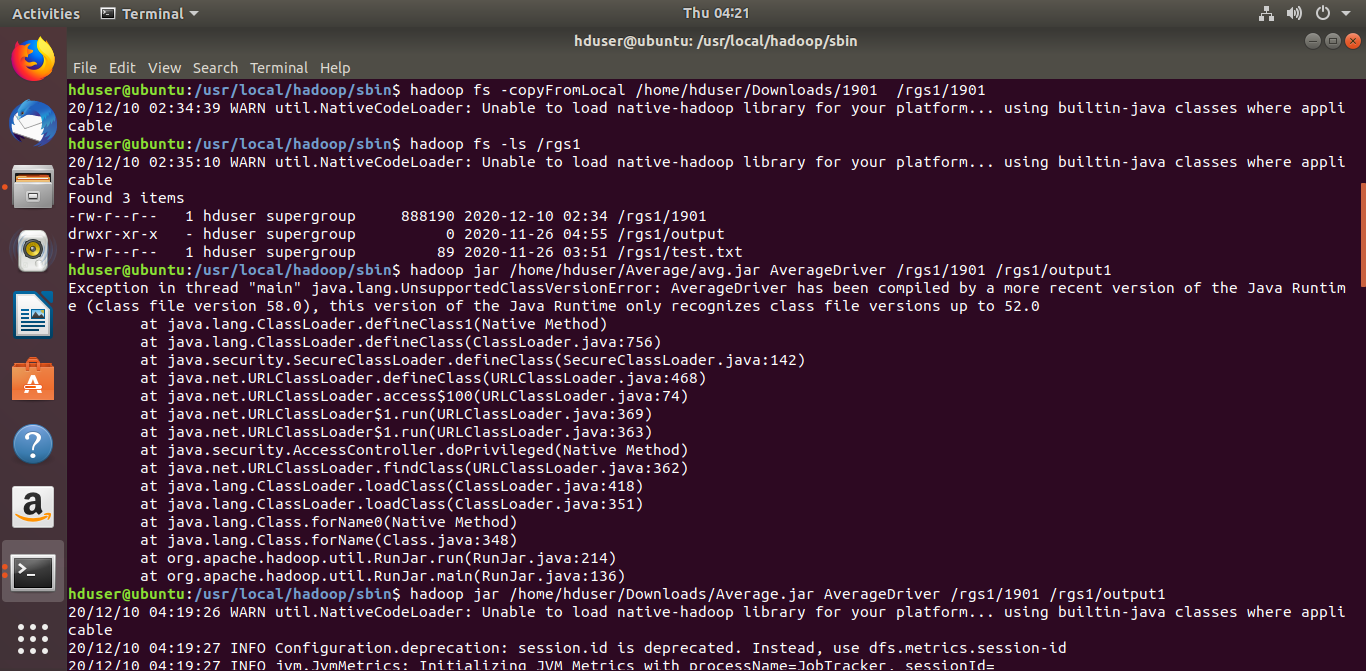 Activities Terminal Thu 04:21
hduser@ubuntu: /usr/local/hadoop/sbin
File Edit View Search Terminal Help
hduser@ubuntu:/usr/local/hadoop/sbin$ hadoop fs -copyFromLocal /home/hduser/Downloads/1901  /rgs1/1901
20/12/10 02:34:39 WARN util.NativeCodeLoader: Unable to load native-hadoop library for your platform... using builtin-java classes where appli
cable
hduser@ubuntu:/usr/local/hadoop/sbin$ hadoop fs -ls /rgs1
20/12/10 02:35:10 WARN util.NativeCodeLoader: Unable to load native-hadoop library for your platform... using builtin-java classes where appli
cable
Found 3 items
-rw-r--r--   1 hduser supergroup     888190 2020-12-10 02:34 /rgs1/1901
drwxr-xr-x   - hduser supergroup          0 2020-11-26 04:55 /rgs1/output
-rw-r--r--   1 hduser supergroup         89 2020-11-26 03:51 /rgs1/test.txt
hduser@ubuntu:/usr/local/hadoop/sbin$ hadoop jar /home/hduser/Average/avg.jar AverageDriver /rgs1/1901 /rgs1/output1
Exception in thread "main" java.lang.UnsupportedClassVersionError: AverageDriver has been compiled by a more recent version of the Java Runtim
e (class file version 58.0), this version of the Java Runtime only recognizes class file versions up to 52.0
at java.lang.ClassLoader.defineClass1(Native Method)
at java.lang.ClassLoader.defineClass(ClassLoader.java:756)
at java.security.SecureClassLoader.defineClass(SecureClassLoader.java:142)
at java.net.URLClassLoader.defineClass(URLClassLoader.java:468)
at java.net.URLClassLoader.access$100(URLClassLoader.java:74)
at java.net.URLClassLoader$1.run(URLClassLoader.java:369)
at java.net.URLClassLoader$1.run(URLClassLoader.java:363)
at java.security.AccessController.doPrivileged(Native Method)
at java.net.URLClassLoader.findClass(URLClassLoader.java:362)
at java.lang.ClassLoader.loadClass(ClassLoader.java:418)
at java.lang.ClassLoader.loadClass(ClassLoader.java:351)
at java.lang.Class.forName0(Native Method)
at java.lang.Class.forName(Class.java:348)
at org.apache.hadoop.util.RunJar.run(RunJar.java:214)
at org.apache.hadoop.util.RunJar.main(RunJar.java:136)
hduser@ubuntu:/usr/local/hadoop/sbin$ hadoop jar /home/hduser/Downloads/Average.jar AverageDriver /rgs1/1901 /rgs1/output1
20/12/10 04:19:26 WARN util.NativeCodeLoader: Unable to load native-hadoop library for your platform... using builtin-java classes where appli
cable
20/12/10 04:19:27 INFO Configuration.deprecation: session.id is deprecated. Instead, use dfs.metrics.session-id
20/12/10 04:19:27 INFO jvm.JvmMetrics: Initializing JVM Metrics with processName=JobTracker, sessionId=